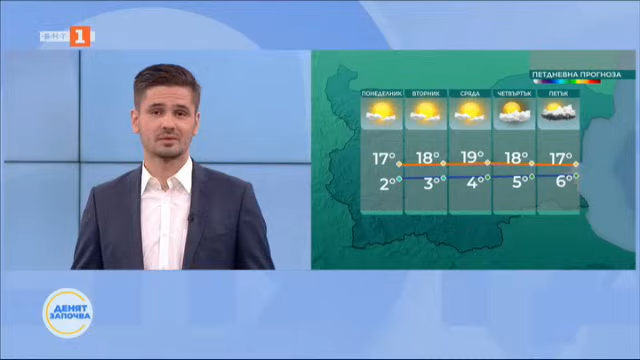 БНТ 1
ПЕТДНЕВНА ПРОГНОЗА
ПОНЕДЕЛНИК ВТОРНИК СРЯДА ЧЕТВЪРТЪК ПЕТЪК
17° 18° 19° 18° 17°
2° 3° 4° 5° 6°
ДЕНЯТ
ЗАПОЧВА